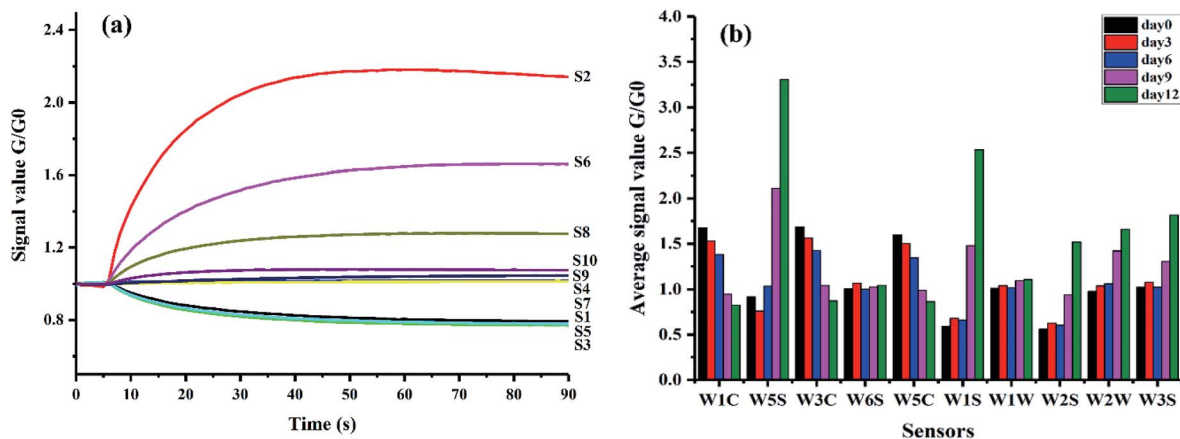 (a)
Signal value G/G0
2.4
2.0
1.6
1.2
0.8
0 10 20 30 40 50 60 70 80 90
Time (s)
S2
S6
S8
S10
S9
S4
S7
S1
S5
S3
(b)
Average signal value G/G0
4.0
3.5
3.0
2.5
2.0
1.5
1.0
0.5
0.0
W1C W5S W3C W6S W5C W1S W1W W2S W2W W3S
Sensors
day0
day3
day6
day9
day12